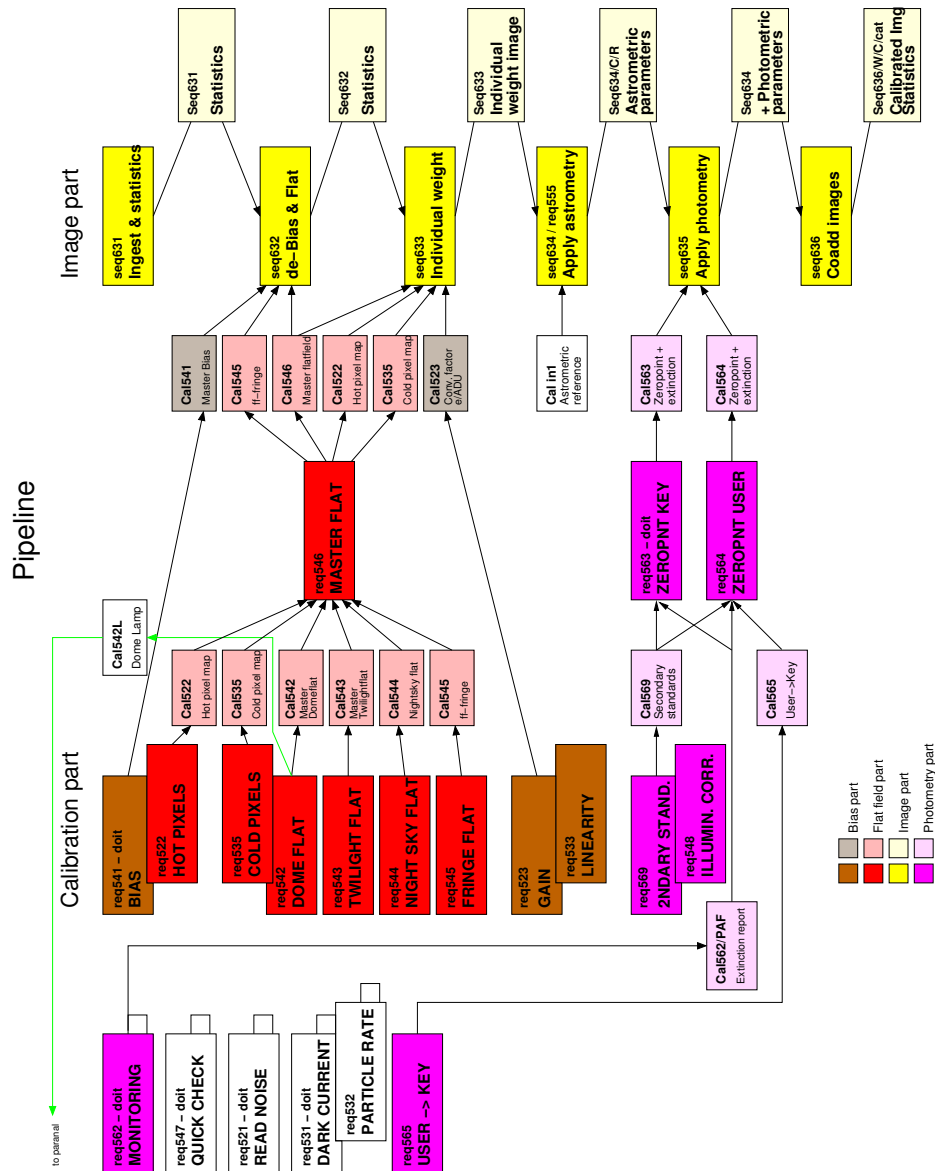 Pipeline
Calibration part
Image part
to paranal
req562 – doit
MONITORING
req547 – doit
QUICK CHECK
req521 – doit
READ NOISE
req531 – doit
DARK CURRENT
req532
PARTICLE RATE
req565
USER –> KEY
req541 – doit
BIAS
req522
HOT PIXELS
req535
COLD PIXELS
req542
DOME FLAT
req543
TWILIGHT FLAT
req544
NIGHT SKY FLAT
req545
FRINGE FLAT
req523
GAIN
req533
LINEARITY
req569
2NDARY STAND.
req548
ILLUMIN. CORR.
Cal562/PAF
Extinction report
Cal542L
Dome Lamp
Cal522
Hot pixel map
Cal535
Cold pixel map
Cal542
Master
Domeflat
Cal543
Master
Twilightflat
Cal544
Nightsky flat
Cal545
ff–fringe
Cal569
Secondary
standards
Cal565
User–>Key
req546
MASTER FLAT
req563 – doit
ZEROPNT KEY
req564
ZEROPNT USER
Cal541
Master Bias
Cal545
ff–fringe
Cal546
Master flatfield
Cal522
Hot pixel map
Cal535
Cold pixel map
Cal523
Conv. factor
e/ADU
Cal in1
Astrometric
reference
Cal563
Zeropoint +
extinction
Cal564
Zeropoint +
extinction
seq631
Ingest & statistics
seq632
de–Bias & Flat
seq633
Individual weight
seq634 / req555
Apply astrometry
seq635
Apply photometry
seq636
Coadd images
Seq631
Statistics
Seq632
Statistics
Seq633
Individual
weight image
Seq634/C/R
Astrometric
parameters
Seq634
+ Photometric
parameters
Seq636/W/C/cat
Calibrated Img
Statistics
Bias part
Flat field part
Image part
Photometry part